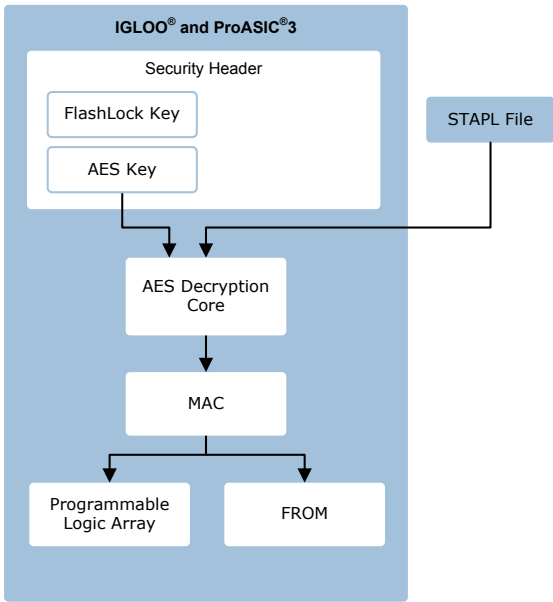 IGLOO® and ProASIC®3
Security Header
FlashLock Key
STAPL File
AES Key
AES Decryption
Core
MAC
Programmable
Logic Array
FROM